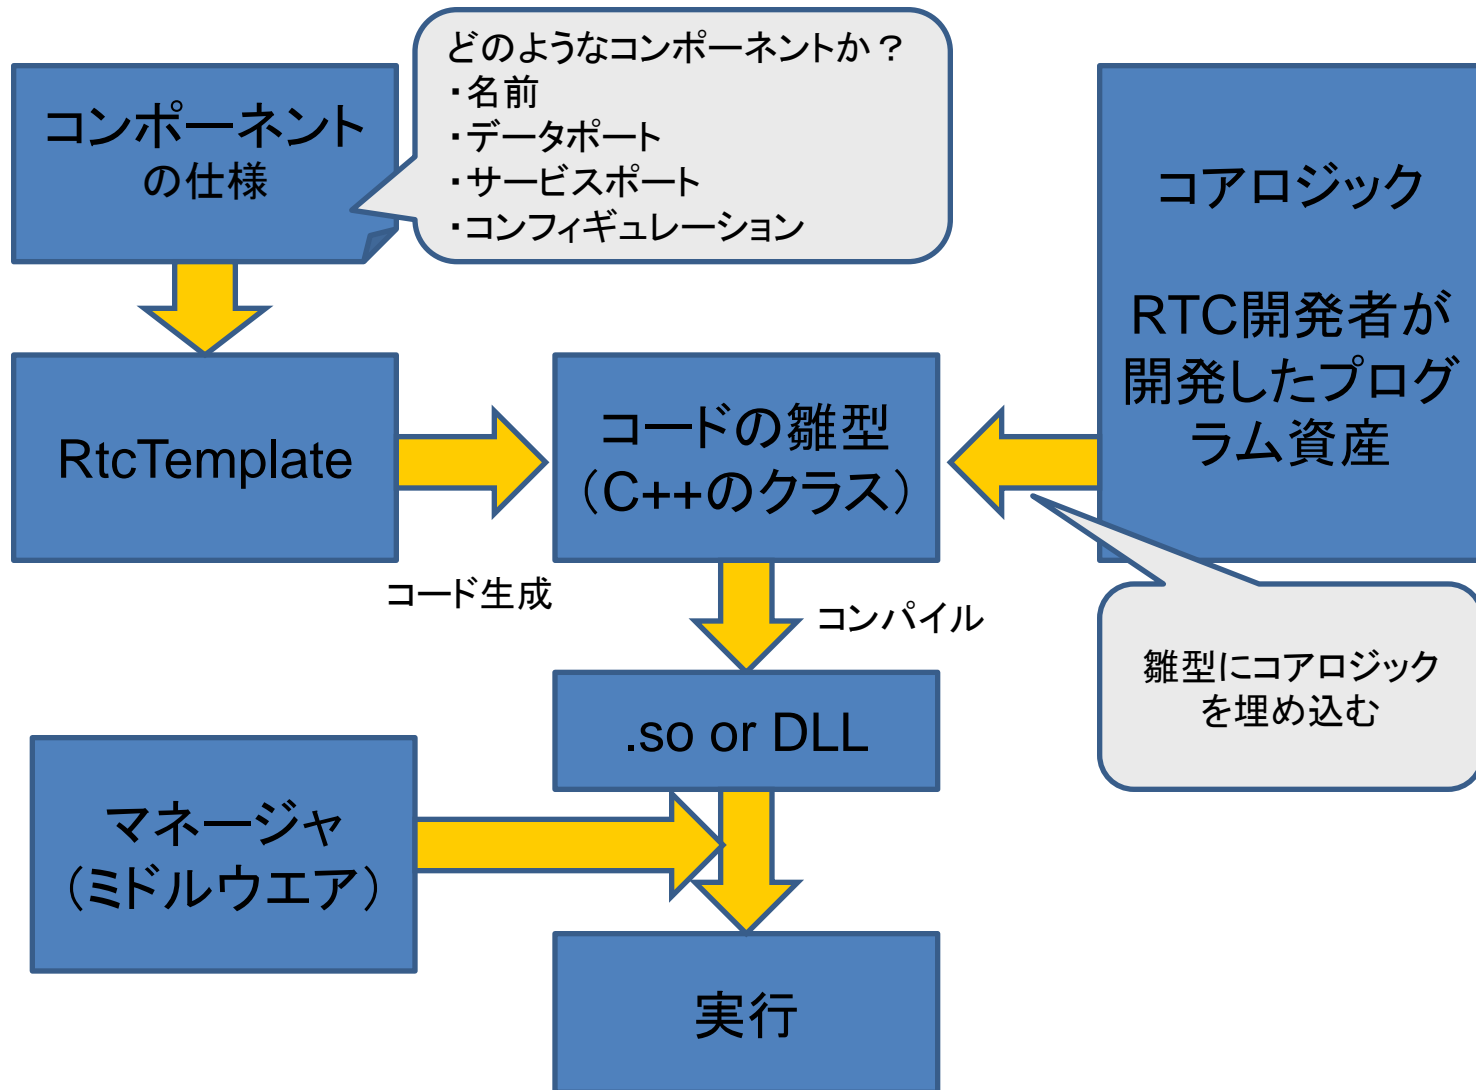 どのようなコンポーネントか？
・名前
・データポート
・サービスポート
・コンフィギュレーション
コンポーネント
の仕様
コアロジック
RTC開発者が
開発したプログ
ラム資産
RtcTemplate
コードの雛型
（C++のクラス）
コード生成
コンパイル
雛型にコアロジック
を埋め込む
.so or DLL
マネージャ
（ミドルウエア）
実行